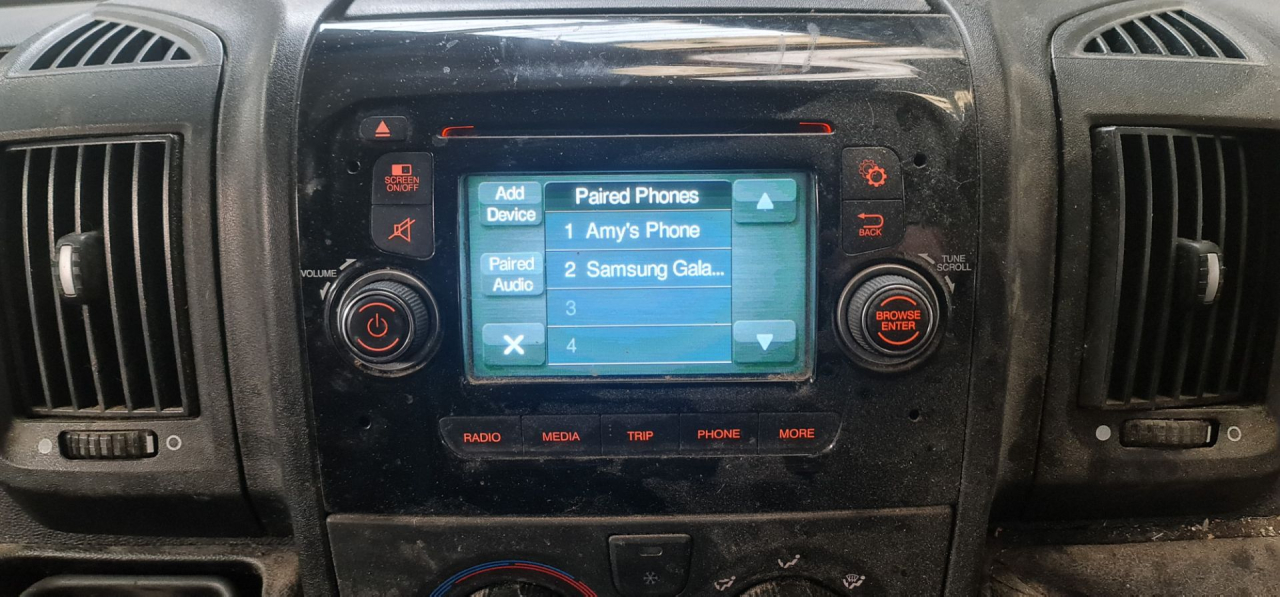 SCREEN
ON/OFF
VOLUME
Add
Device
Paired
Audio
Paired Phones
1 Amy's Phone
2 Samsung Gala...
3
4
BACK
TUNE
SCROLL
BROWSE
ENTER
RADIO
MEDIA
TRIP
PHONE
MORE